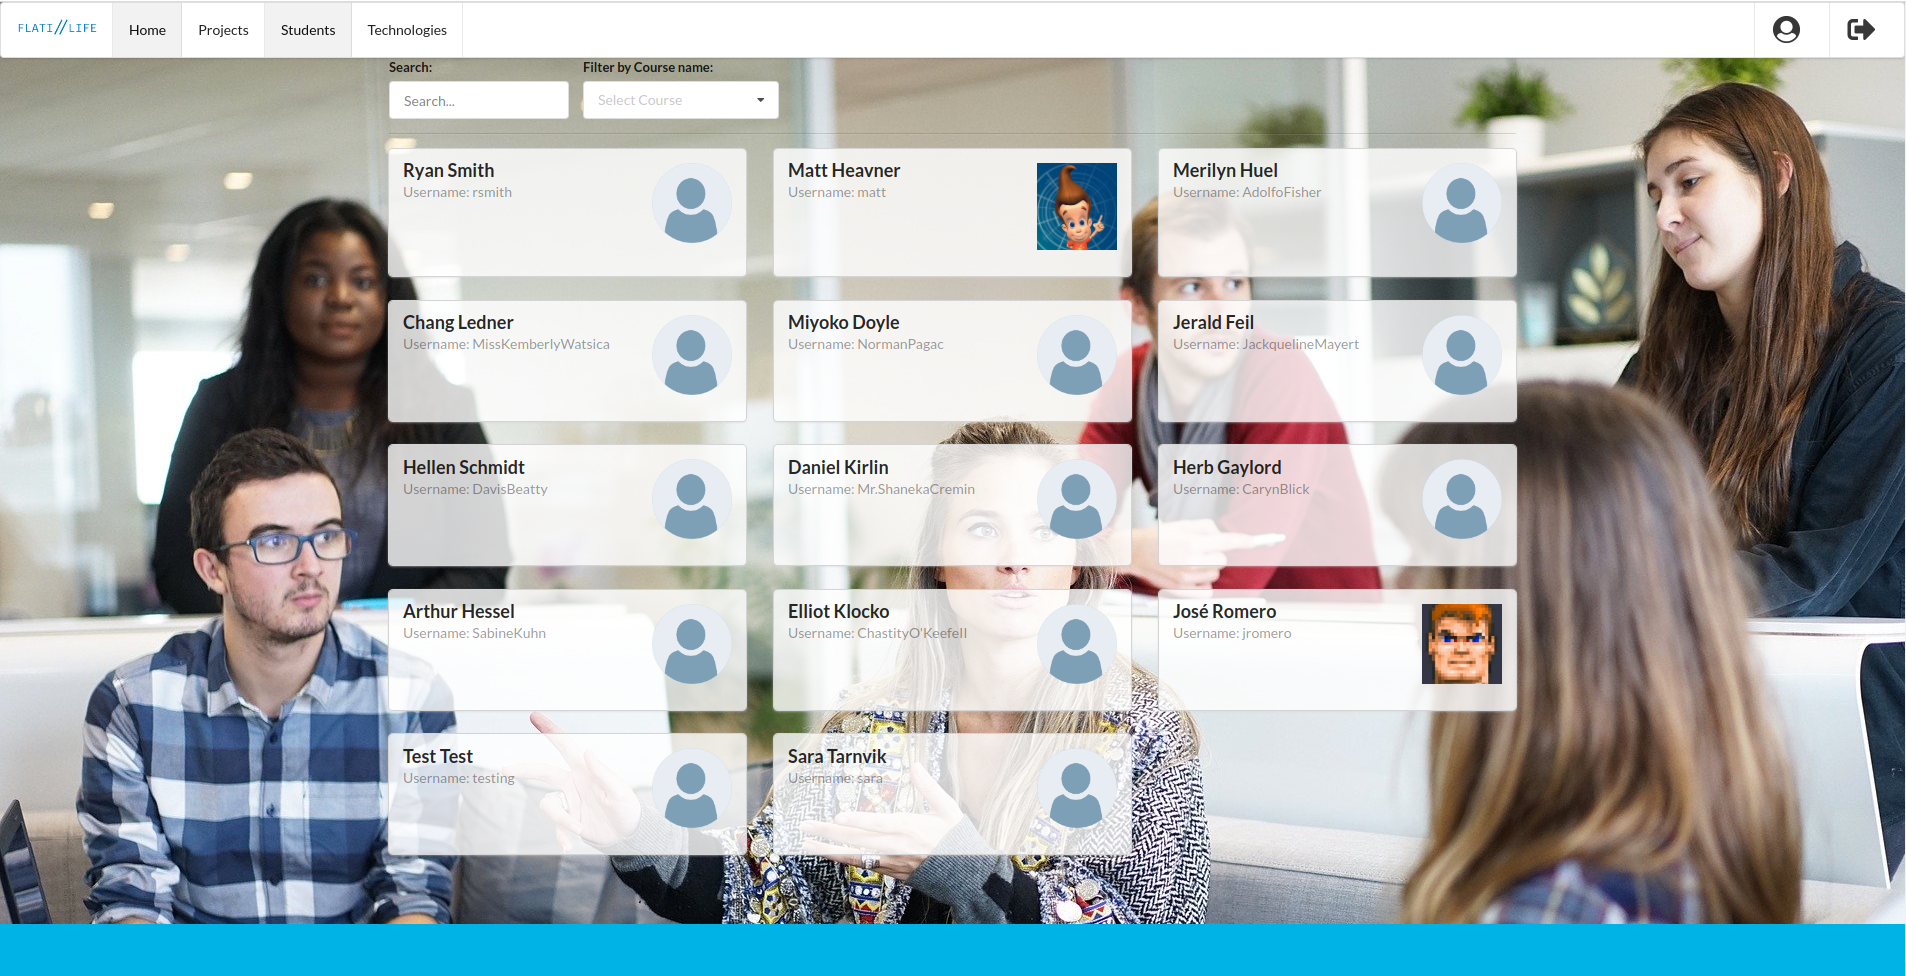 FLATI//LIFE
Home
Projects
Students
Technologies
Search:
Filter by Course name:
Search...
Select Course
Ryan Smith
Username: rsmith
Matt Heavner
Username: matt
Merilyn Huel
Username: AdolfoFisher
Chang Ledner
Username: MissKemberlyWatsica
Miyoko Doyle
Username: NormanPagac
Jerald Feil
Username: JackquelineMayert
Hellen Schmidt
Username: DavisBeatty
Daniel Kirlin
Username: Mr.ShanekaCremin
Herb Gaylord
Username: CarynBlick
Arthur Hessel
Username: SabineKuhn
Elliot Klocko
Username: ChastityO'KeefeII
José Romero
Username: jromero
Test Test
Username: testing
Sara Tarnvik
Username: sara